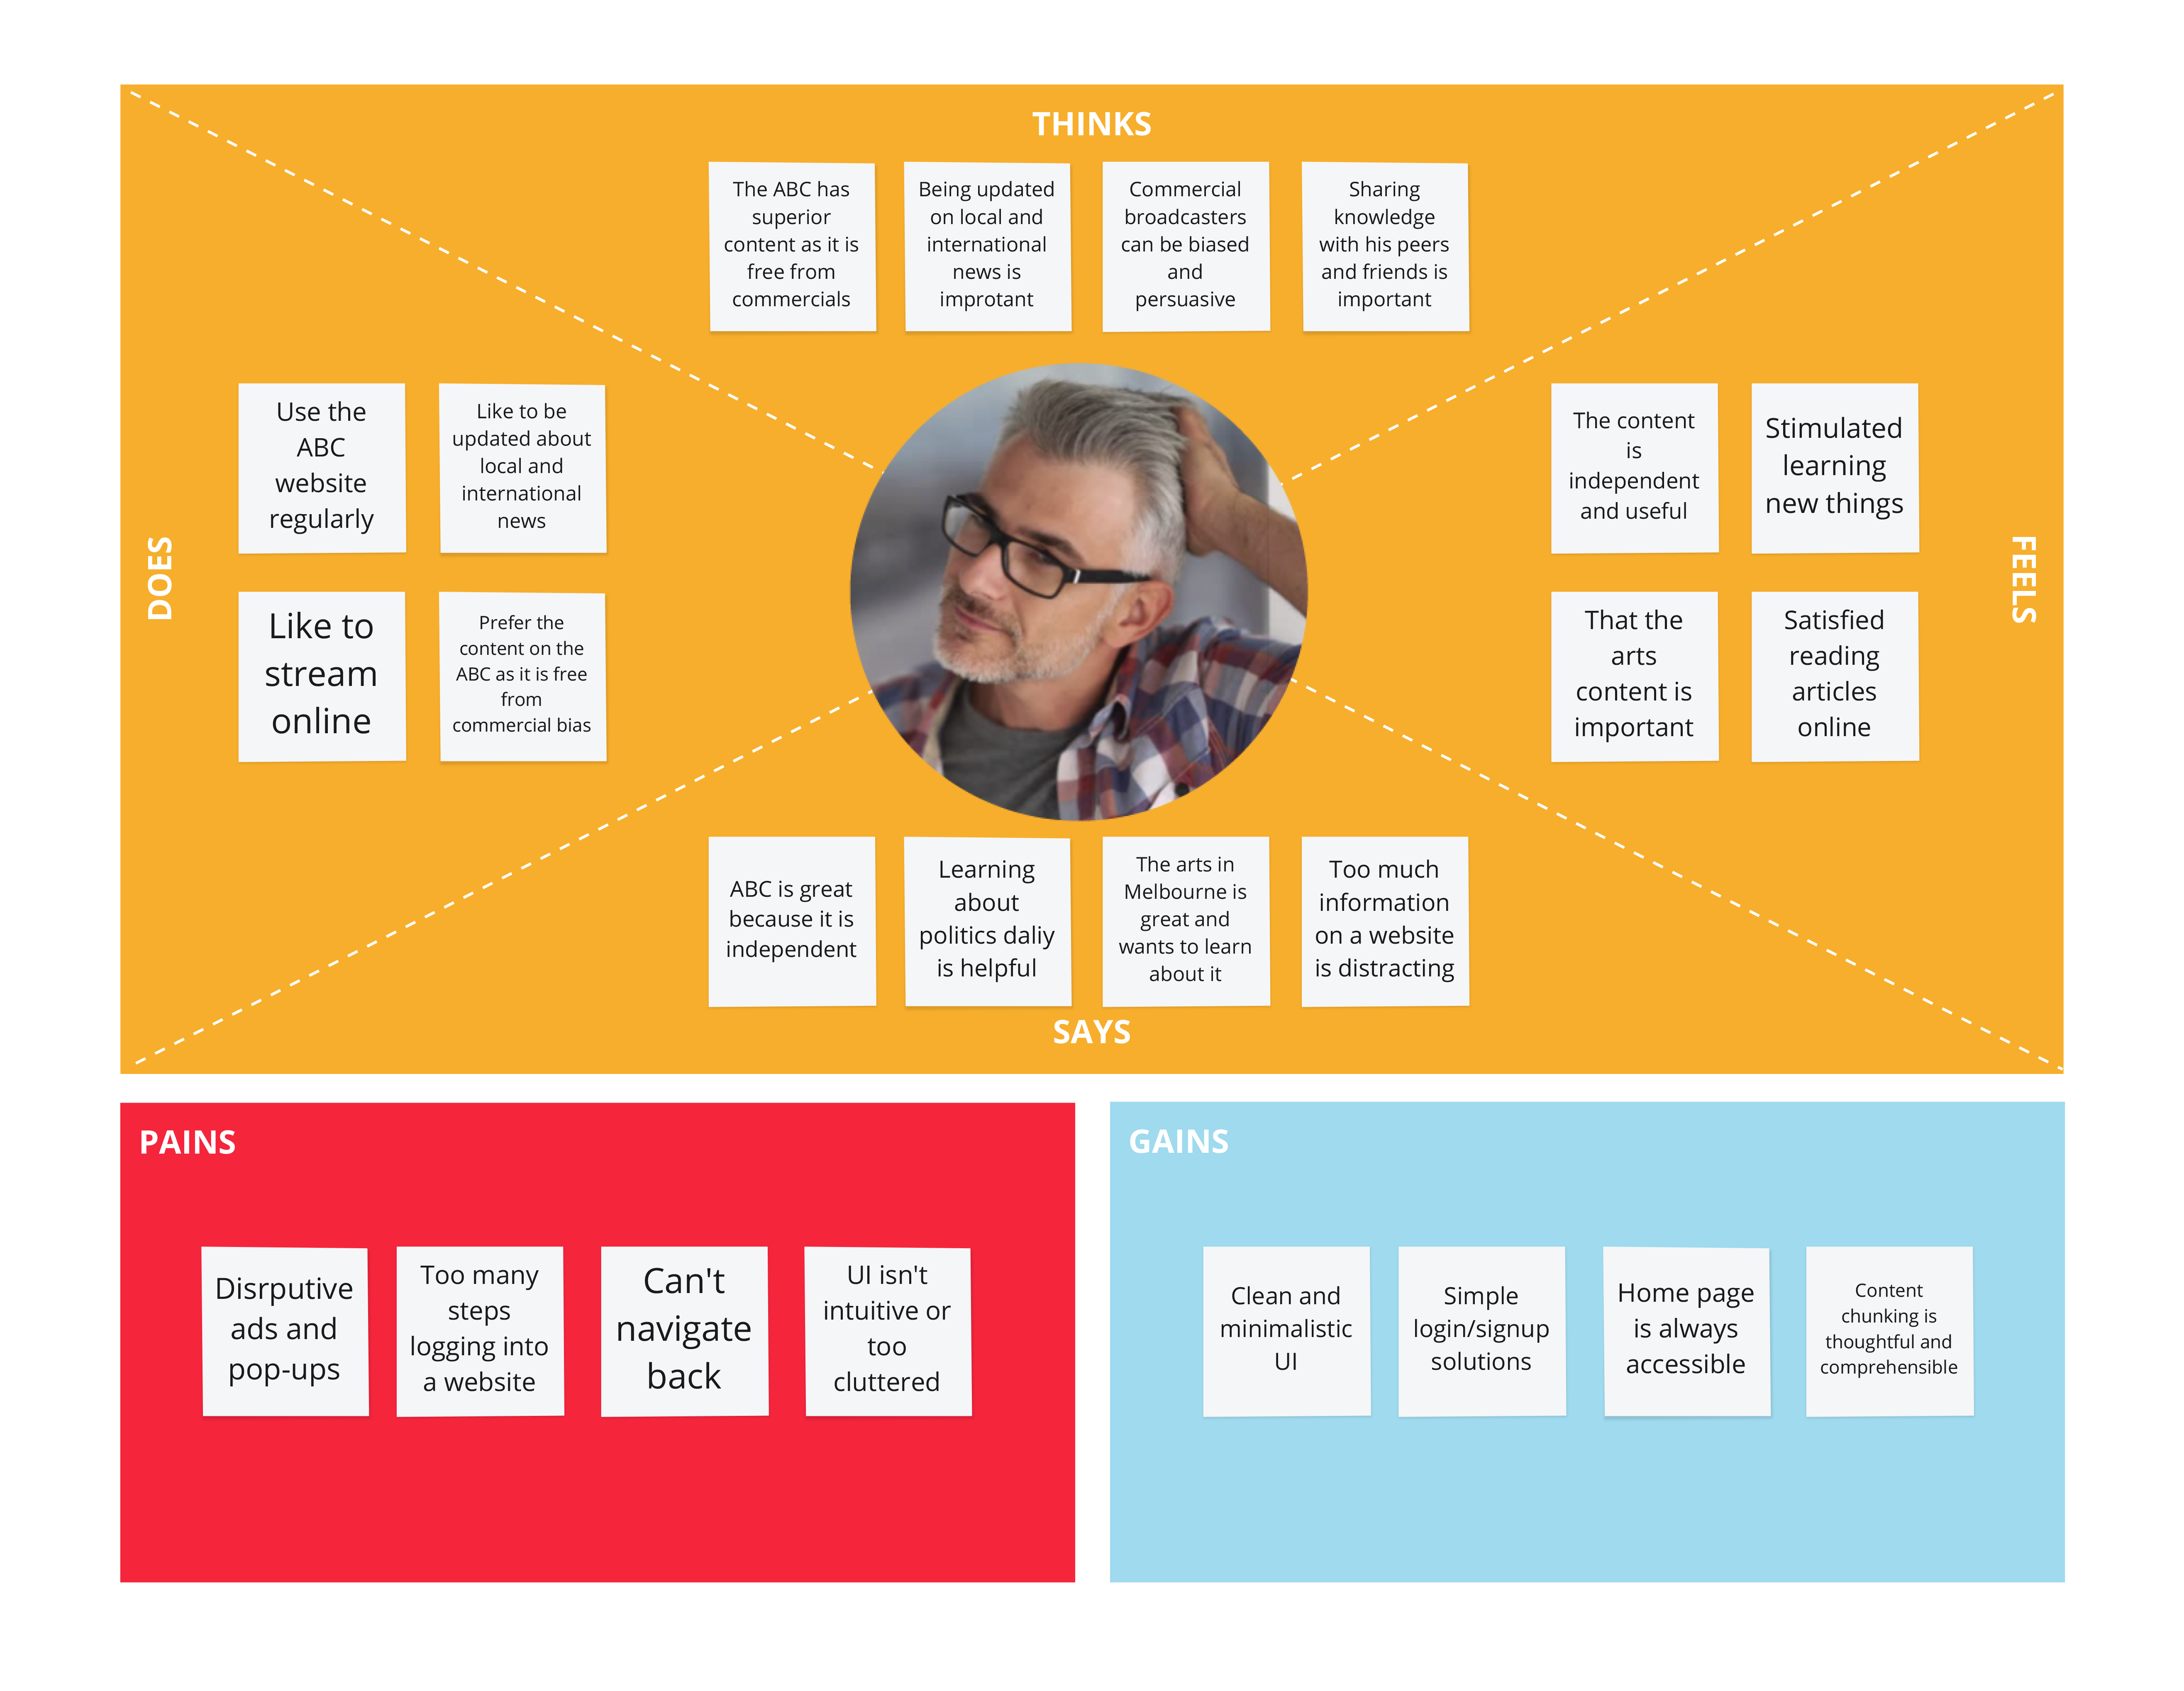 THINKS
The ABC has
superior
content as it is
free from
commercials
Being updated
on local and
international
news is
improtant
Commercial
broadcasters
can be biased
and
persuasive
Sharing
knowledge
with his peers
and friends is
important
DOES
Use the
ABC
website
regularly
Like to be
updated about
local and
international
news
Like to
stream
online
Prefer the
content on the
ABC as it is free
from
commercial bias
FEELS
The content
is
independent
and useful
Stimulated
learning
new things
That the
arts
content is
important
Satisfied
reading
articles
online
ABC is great
because it is
independent
Learning
about
politics daliy
is helpful
The arts in
Melbourne is
great and
wants to learn
about it
Too much
information
on a website
is distracting
SAYS
PAINS
Disrputive
ads and
pop-ups
Too many
steps
logging into
a website
Can't
navigate
back
UI isn't
intuitive or
too
cluttered
GAINS
Clean and
minimalistic
UI
Simple
login/signup
solutions
Home page
is always
accessible
Content
chunking is
thoughtful and
comprehensible